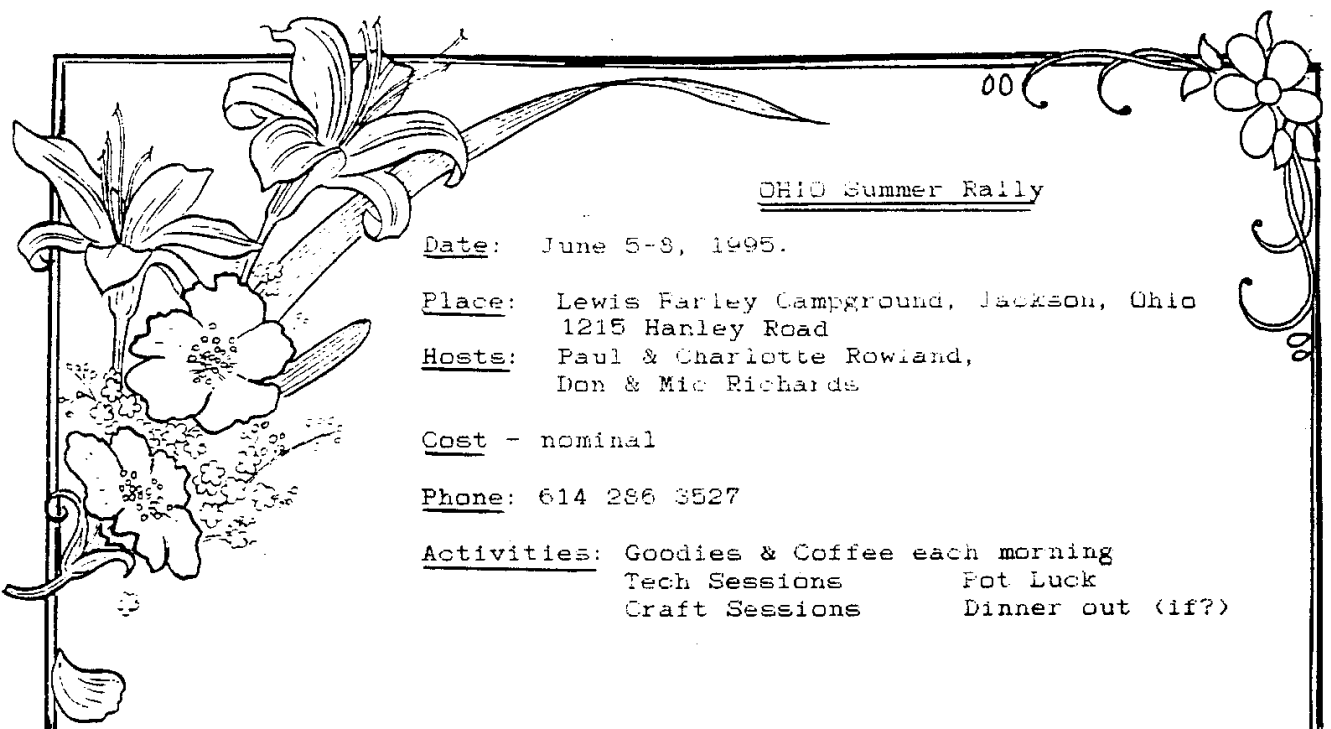 OHIO Summer Rally
Date: June 5-8, 1995.
Place: Lewis Farley Campground, Jackson, Ohio
1215 Hanley Road
Hosts: Paul & Charlotte Rowland,
Don & Mic Richards
Cost - nominal
Phone: 614 286 3527
Activities: Goodies & Coffee each morning
Tech Sessions Pot Luck
Craft Sessions Dinner out (if?)